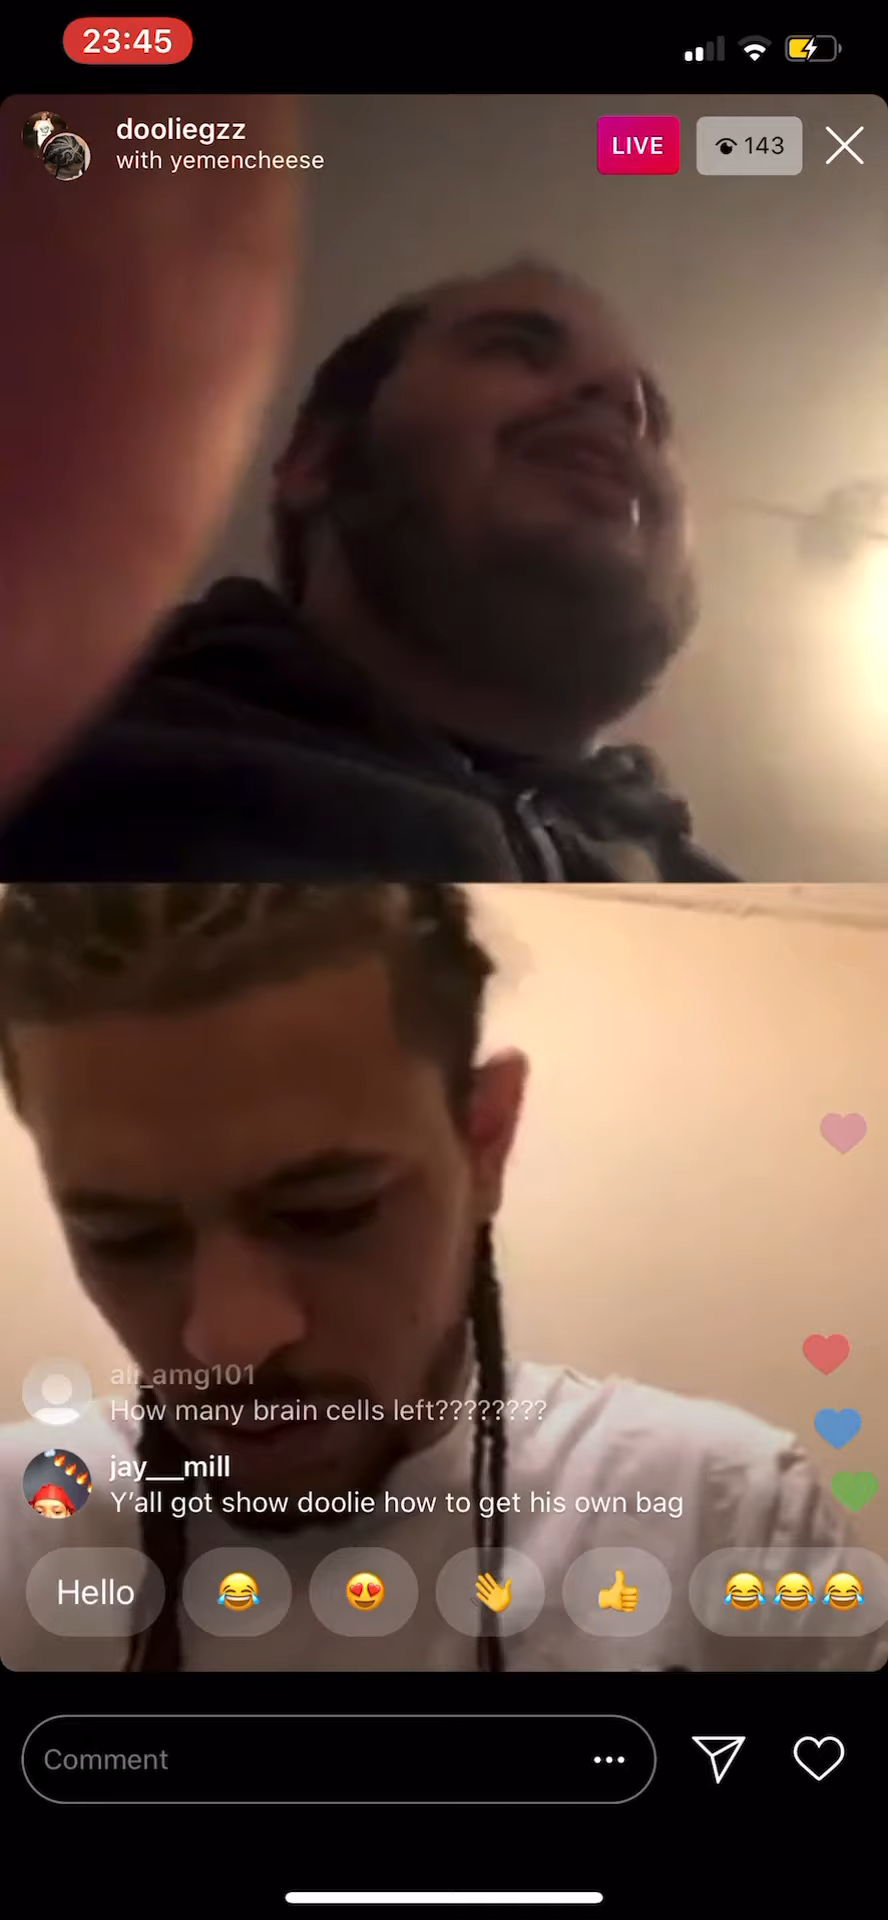 23:45
dooliegzz
with yemencheese
LIVE
143
ali_amg101
How many brain cells left????????
jay___mill
Y'all got show doolie how to get his own bag
Hello
Comment